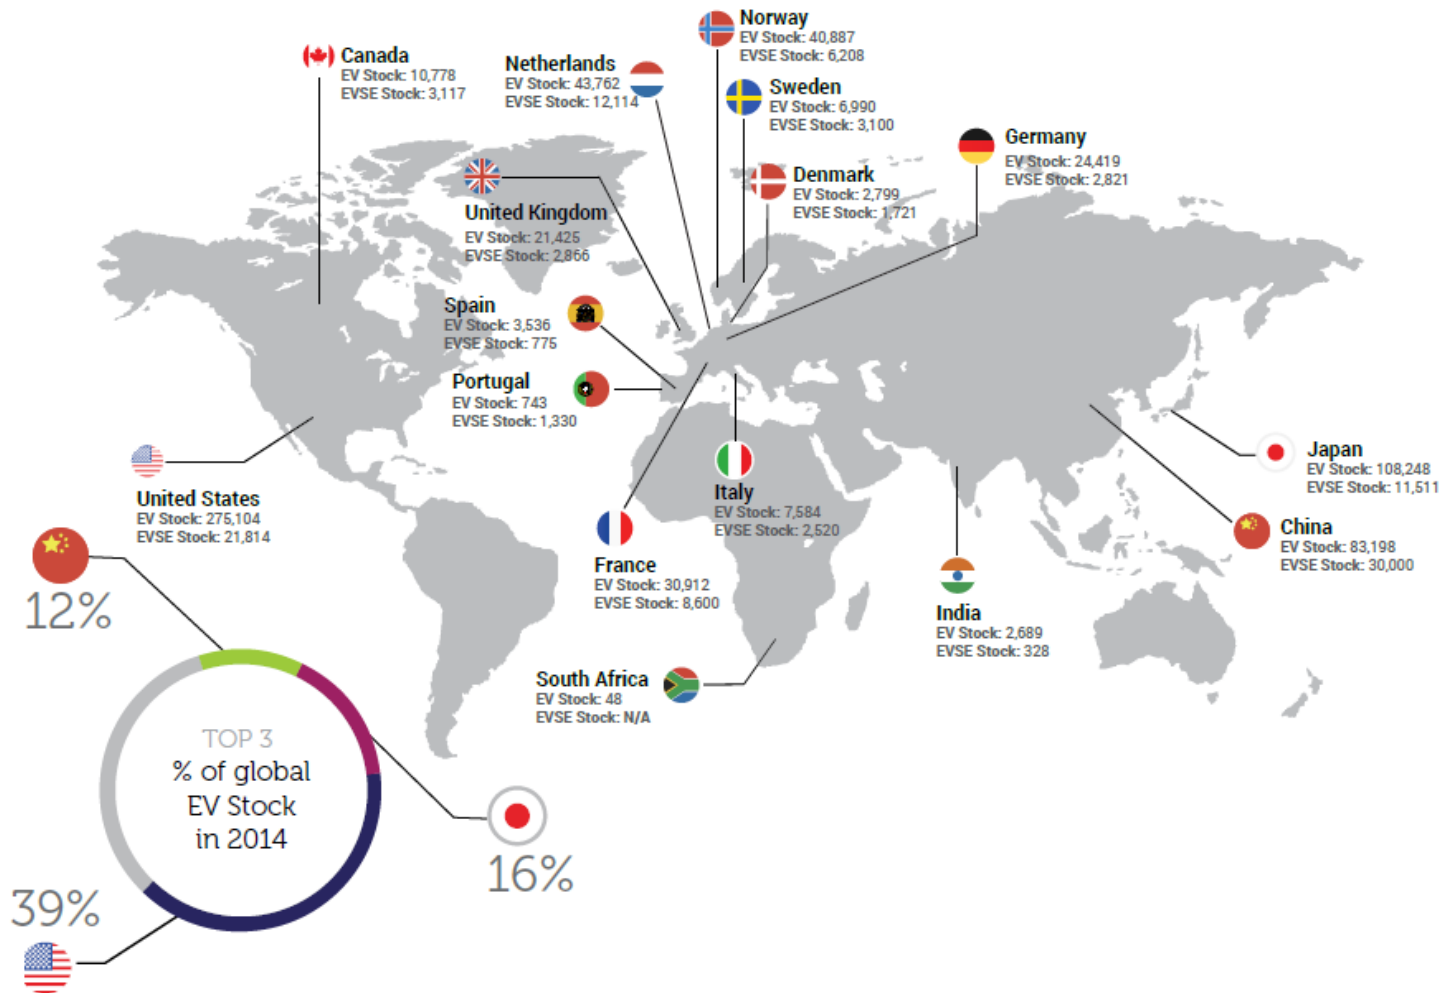 Norway
EV Stock: 40,887
EVSE Stock: 6,208
Canada
EV Stock: 10,778
EVSE Stock: 3,117
Netherlands
EV Stock: 43,762
EVSE Stock: 12,114
Sweden
EV Stock: 6,990
EVSE Stock: 3,100
Germany
EV Stock: 24,419
EVSE Stock: 2,821
Denmark
EV Stock: 2,799
EVSE Stock: 1,721
United Kingdom
EV Stock: 21,425
EVSE Stock: 2,866
Spain
EV Stock: 3,536
EVSE Stock: 775
Portugal
EV Stock: 743
EVSE Stock: 1,330
United States
EV Stock: 275,104
EVSE Stock: 21,814
Italy
EV Stock: 7,584
EVSE Stock: 2,520
Japan
EV Stock: 108,248
EVSE Stock: 11,511
China
EV Stock: 83,198
EVSE Stock: 30,000
France
EV Stock: 30,912
EVSE Stock: 8,600
India
EV Stock: 2,689
EVSE Stock: 328
South Africa
EV Stock: 48
EVSE Stock: N/A
12%
TOP 3
% of global
EV Stock
in 2014
16%
39%